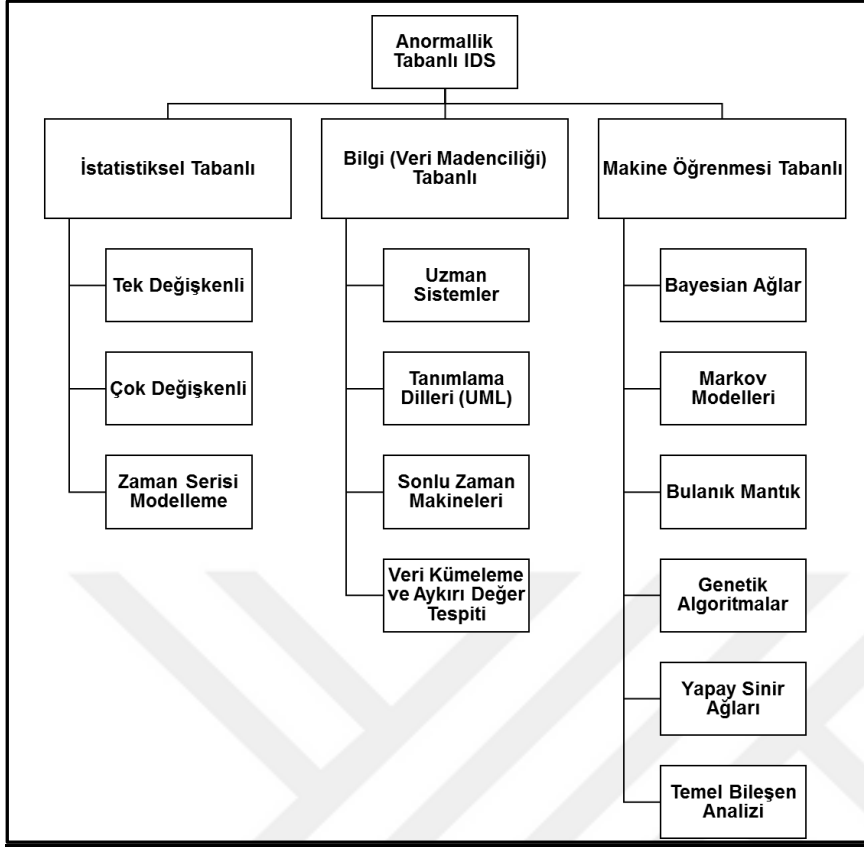 Anormallik
Tabanlı IDS
İstatistiksel Tabanlı
Tek Değişkenli
Çok Değişkenli
Zaman Serisi
Modelleme
Bilgi (Veri Madenciliği)
Tabanlı
Uzman
Sistemler
Tanımlama
Dilleri (UML)
Sonlu Zaman
Makineleri
Veri Kümeleme
ve Aykırı Değer
Tespiti
Makine Öğrenmesi Tabanlı
Bayesian Ağlar
Markov
Modelleri
Bulanık Mantık
Genetik
Algoritmalar
Yapay Sinir
Ağları
Temel Bileşen
Analizi